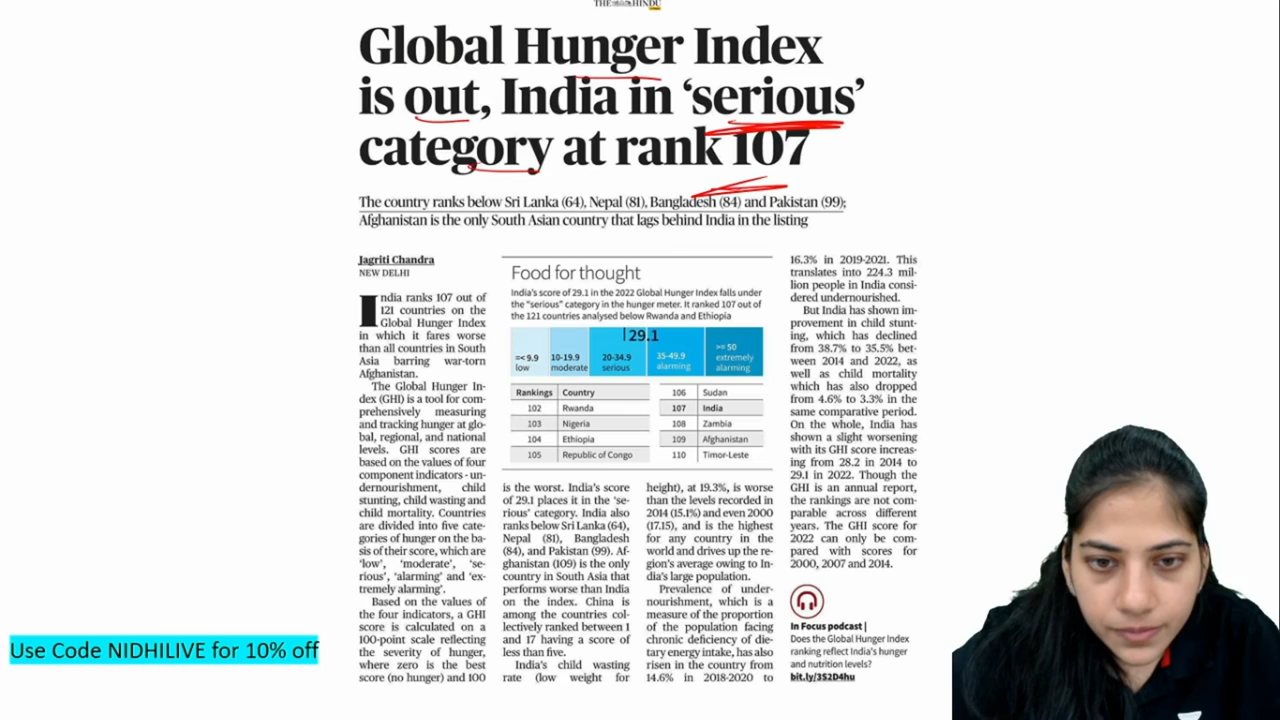 THE HINDU
Global Hunger Index
is out, India in ‘serious’
category at rank 107
The country ranks below Sri Lanka (64), Nepal (81), Bangladesh (84) and Pakistan (99);
Afghanistan is the only South Asian country that lags behind India in the listing
Jagriti Chandra
NEW DELHI
India ranks 107 out of
121 countries on the
Global Hunger Index
in which it fares worse
than all countries in South
Asia barring war-torn
Afghanistan.
The Global Hunger In-
dex (GHI) is a tool for com-
prehensively measuring
and tracking hunger at glo-
bal, regional, and national
levels. GHI scores are
based on the values of four
component indicators - un-
dernourishment, child
stunting, child wasting and
child mortality. Countries
are divided into five cate-
gories of hunger on the ba-
sis of their score, which are
‘low’, ‘moderate’, ‘se-
rious’, ‘alarming’ and ‘ex-
tremely alarming’.
Based on the values of
the four indicators, a GHI
score is calculated on a
100-point scale reflecting
the severity of hunger,
where zero is the best
score (no hunger) and 100
Food for thought
India’s score of 29.1 in the 2022 Global Hunger Index falls under
the “serious” category in the hunger meter. It ranked 107 out of
the 121 countries analysed below Rwanda and Ethiopia
29.1
=< 9.9 10-19.9 20-34.9 35-49.9 >= 50
low moderate serious alarming extremely
alarming
Rankings Country
102 Rwanda
103 Nigeria
104 Ethiopia
105 Republic of Congo
106 Sudan
107 India
108 Zambia
109 Afghanistan
110 Timor-Leste
is the worst. India’s score
of 29.1 places it in the ‘se-
rious’ category. India also
ranks below Sri Lanka (64),
Nepal (81), Bangladesh
(84), and Pakistan (99). Af-
ghanistan (109) is the only
country in South Asia that
performs worse than India
on the index. China is
among the countries col-
lectively ranked between 1
and 17 having a score of
less than five.
India’s child wasting
rate (low weight for
height), at 19.3%, is worse
than the levels recorded in
2014 (15.1%) and even 2000
(17.15), and is the highest
for any country in the
world and drives up the re-
gion’s average owing to In-
dia’s large population.
Prevalence of under-
nourishment, which is a
measure of the proportion
of the population facing
chronic deficiency of die-
tary energy intake, has also
risen in the country from
14.6% in 2018-2020 to
16.3% in 2019-2021. This
translates into 224.3 mil-
lion people in India consi-
dered undernourished.
But India has shown im-
provement in child stunt-
ing, which has declined
from 38.7% to 35.5% bet-
ween 2014 and 2022, as
well as child mortality
which has also dropped
from 4.6% to 3.3% in the
same comparative period.
On the whole, India has
shown a slight worsening
with its GHI score increas-
ing from 28.2 in 2014 to
29.1 in 2022. Though the
GHI is an annual report,
the rankings are not com-
parable across different
years. The GHI score for
2022 can only be com-
pared with scores for
2000, 2007 and 2014.
In Focus podcast |
Does the Global Hunger Index
ranking reflect India’s hunger
and nutrition levels?
bit.ly/3S2D4hu
Use Code NIDHILIVE for 10% off